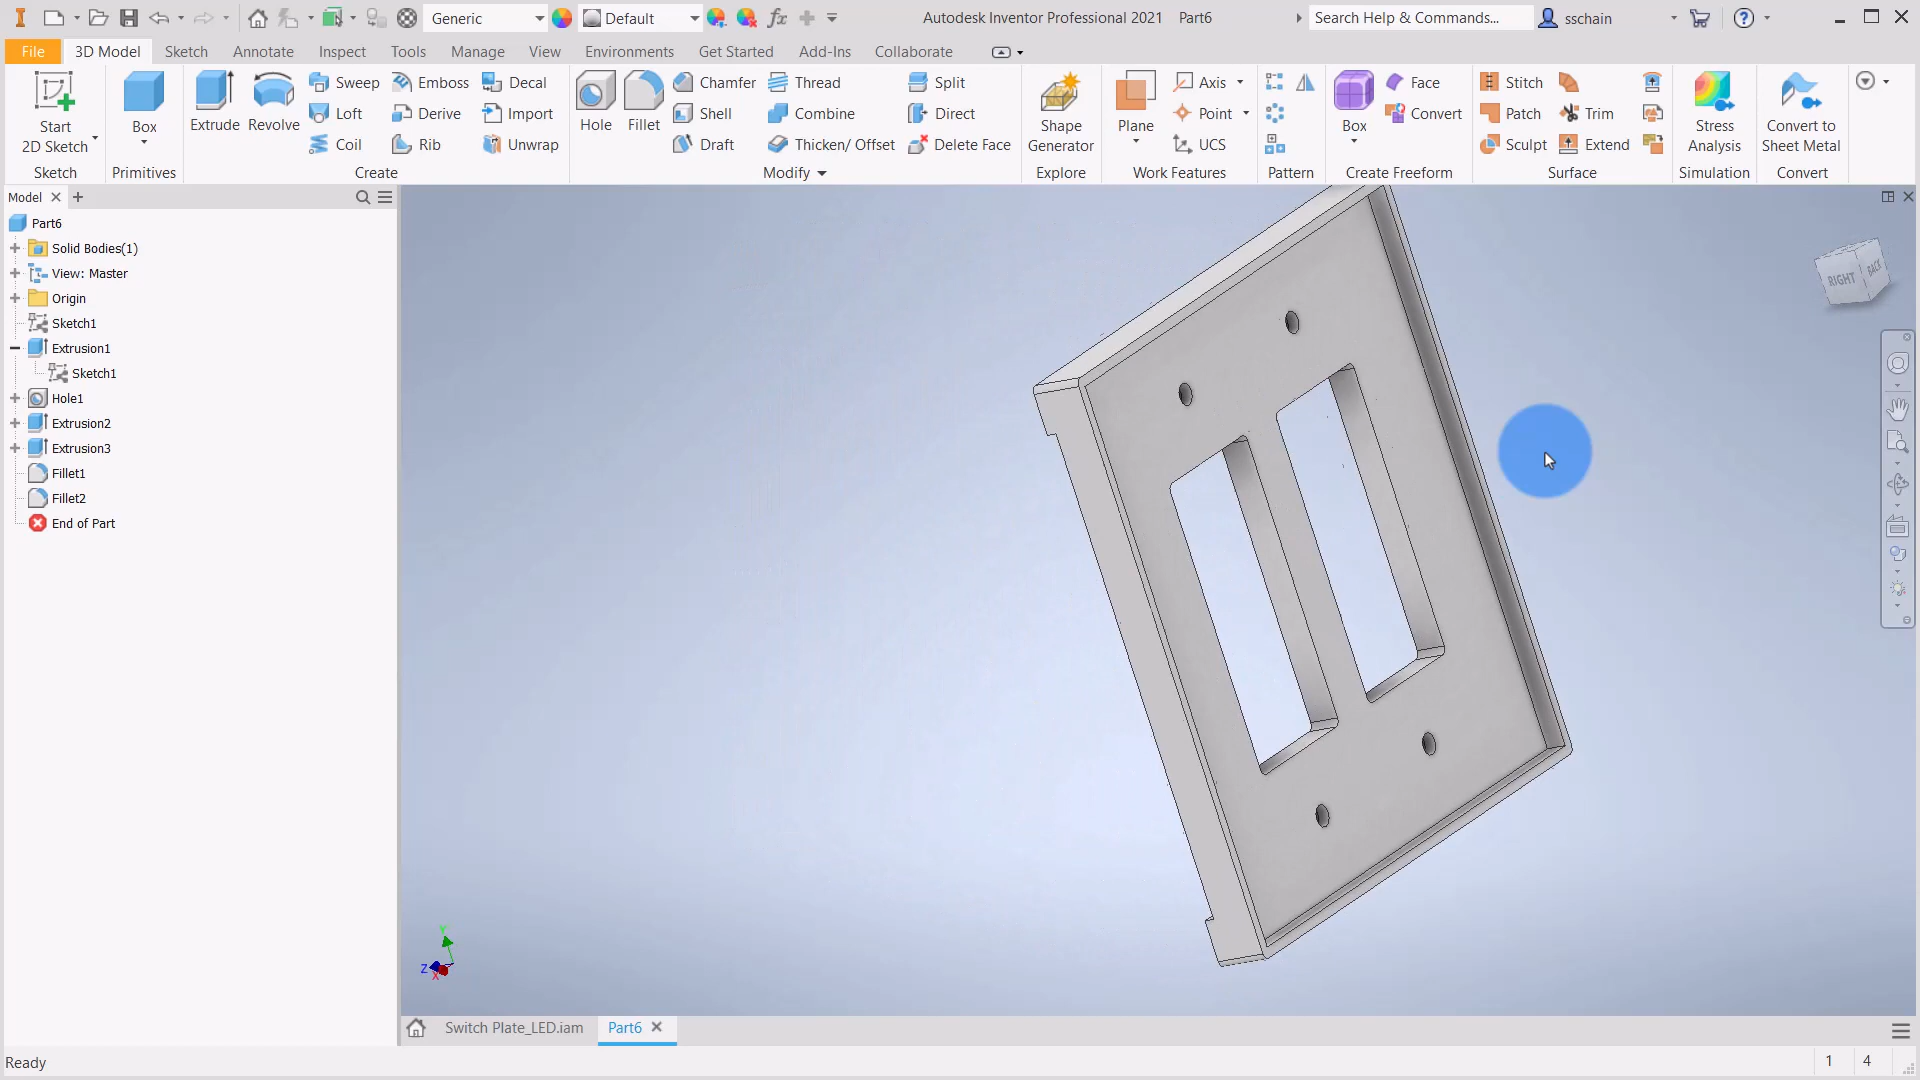 Generic
Default
fx
Autodesk Inventor Professional 2021 Part6
Search Help & Commands...
sschain
File
3D Model
Sketch
Annotate
Inspect
Tools
Manage
View
Environments
Get Started
Add-Ins
Collaborate
Start
2D Sketch
Sketch
Box
Primitives
Extrude
Revolve
Sweep
Loft
Coil
Emboss
Derive
Rib
Decal
Import
Unwrap
Create
Hole
Fillet
Chamfer
Shell
Draft
Thread
Combine
Thicken/ Offset
Split
Direct
Delete Face
Modify
Shape
Generator
Explore
Plane
Axis
Point
UCS
Work Features
Pattern
Box
Face
Convert
Create Freeform
Stitch
Patch
Sculpt
Trim
Extend
Surface
Stress
Analysis
Simulation
Convert to
Sheet Metal
Convert
Model
Part6
Solid Bodies(1)
View: Master
Origin
Sketch1
Extrusion1
Sketch1
Hole1
Extrusion2
Extrusion3
Fillet1
Fillet2
End of Part
RIGHT
BACK
Y
Z
X
Switch Plate_LED.iam
Part6
Ready
1
4